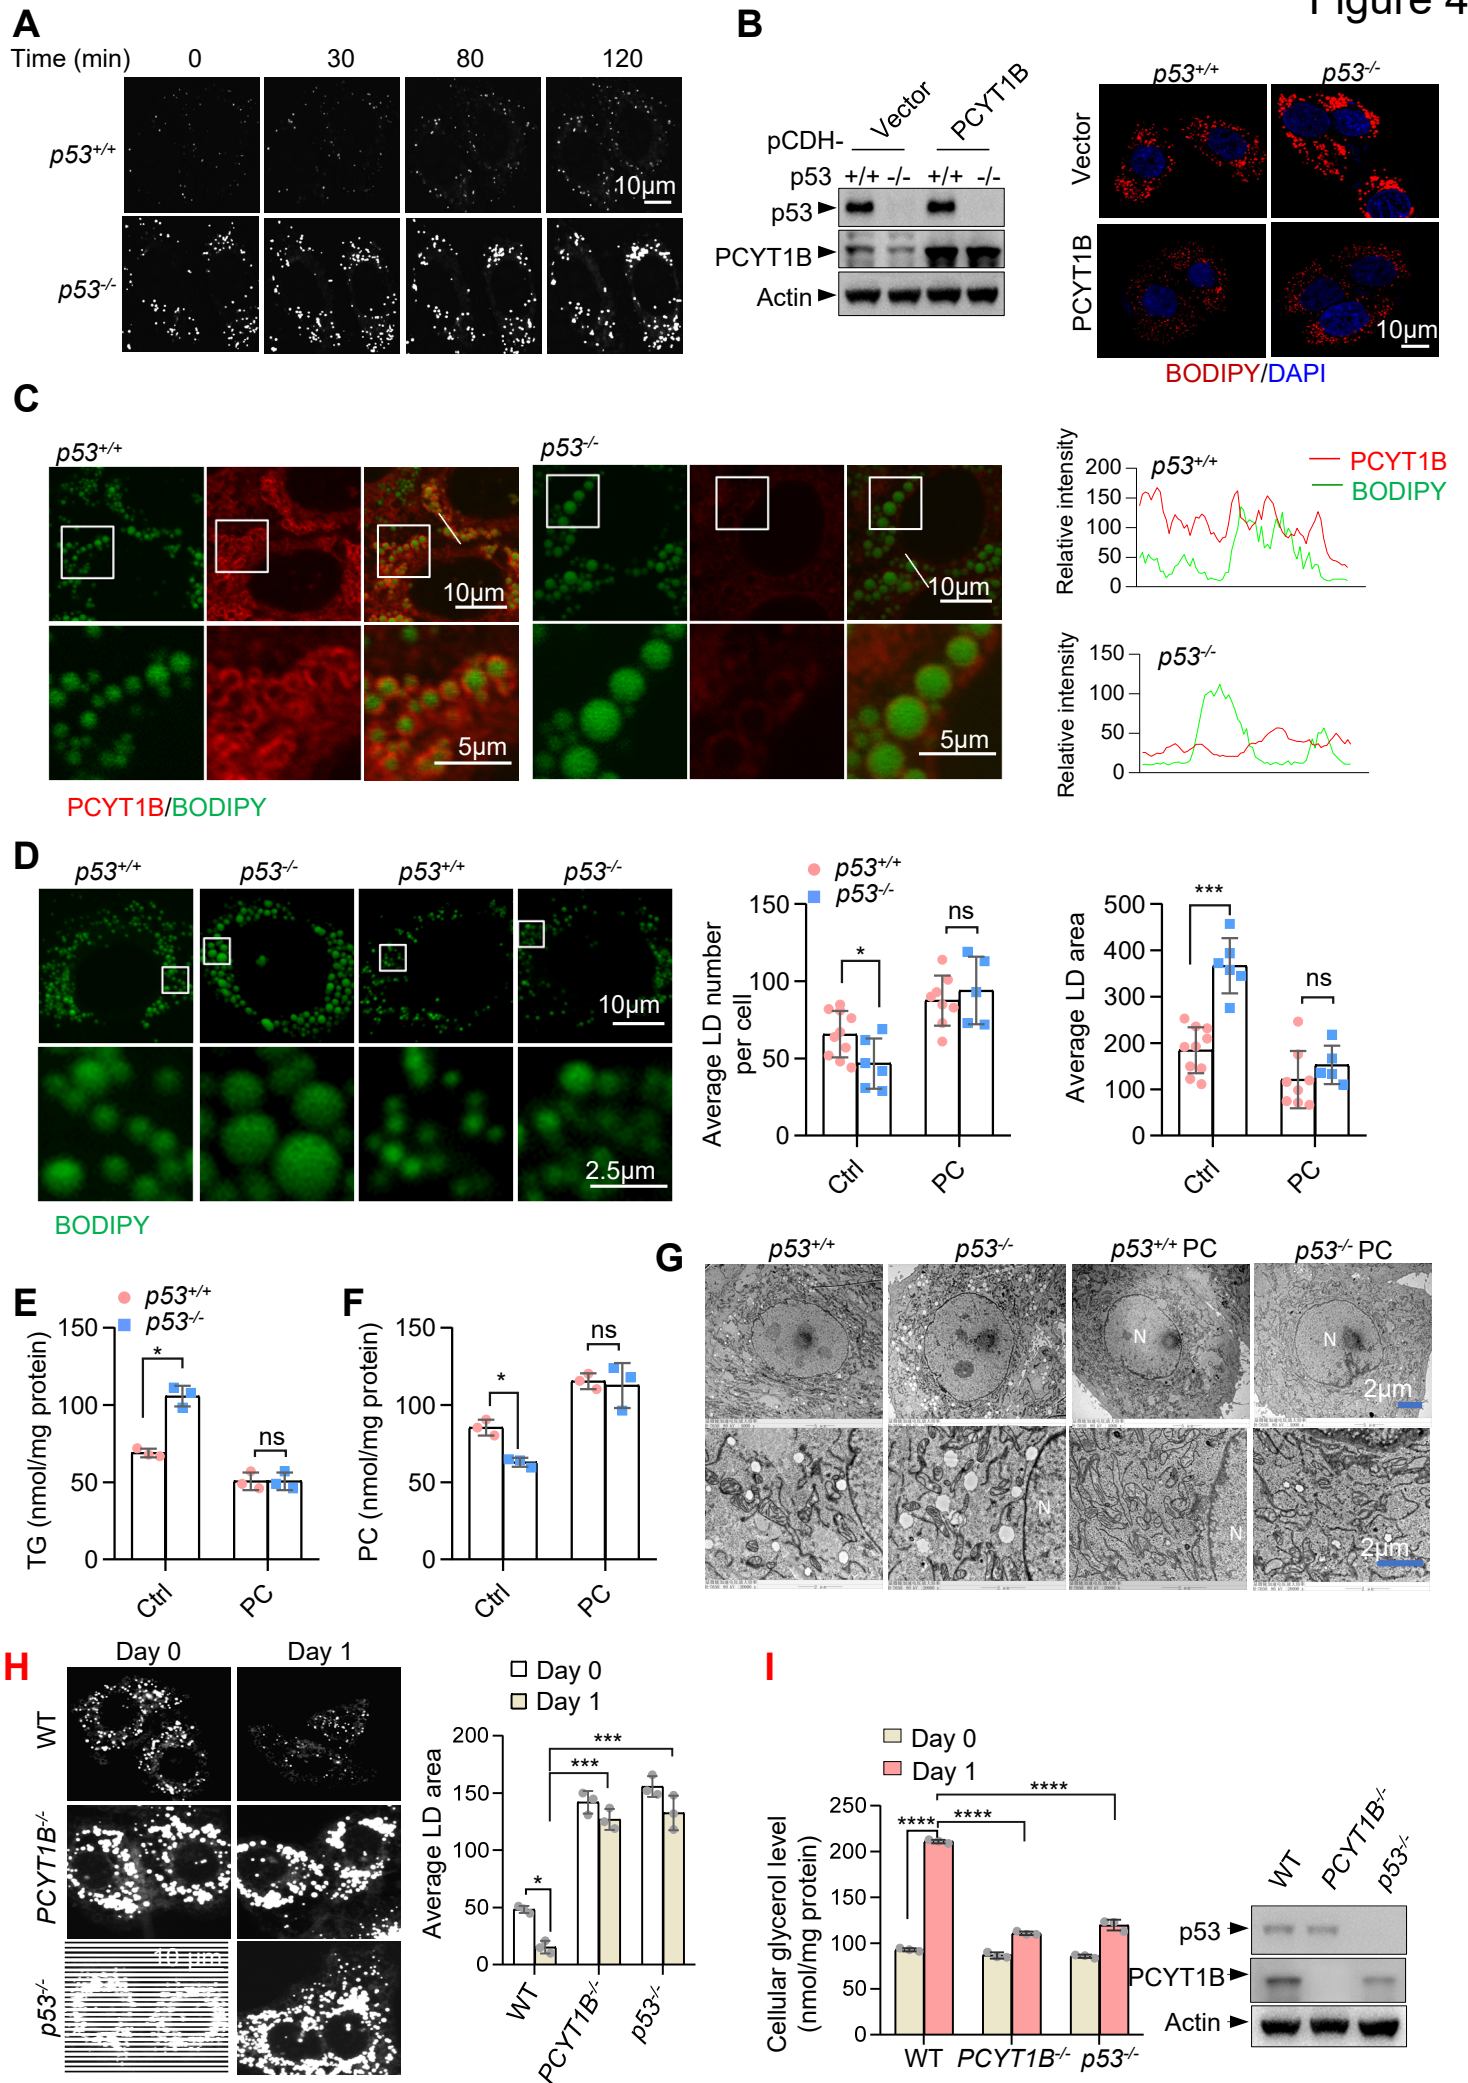 Figure 4
A
Time (min) 0 30 80 120
p53+/+
10μm
p53-/-
B
pCDH- Vector PCYT1B
p53 +/+ -/- +/+ -/-
p53
PCYT1B
Actin
p53+/+ p53-/-
Vector
PCYT1B
10μm
BODIPY/DAPI
C
p53+/+
p53-/-
10μm
10μm
5μm
5μm
PCYT1B/BODIPY
Relative intensity
200
150
100
50
0
p53+/+
PCYT1B
BODIPY
Relative intensity
150
100
50
0
p53-/-
D
p53+/+ p53-/- p53+/+ p53-/-
10μm
2.5μm
BODIPY
p53+/+
p53-/-
Average LD number
per cell
150
100
50
0
*
ns
Ctrl PC
Average LD area
500
400
300
200
100
0
***
ns
Ctrl PC
E
p53+/+
p53-/-
TG (nmol/mg protein)
150
100
50
0
*
ns
Ctrl PC
F
PC (nmol/mg protein)
150
100
50
0
*
ns
Ctrl PC
G
p53+/+ p53-/- p53+/+ PC p53-/- PC
N N
2μm
N N
2μm
H
Day 0 Day 1
WT
PCYT1B-/-
p53-/-
10 μm
Day 0
Day 1
Average LD area
200
150
100
50
0
***
***
*
WT PCYT1B-/- p53-/-
I
Day 0
Day 1
Cellular glycerol level
(nmol/mg protein)
250
200
150
100
50
0
****
**** ****
WT PCYT1B-/- p53-/-
WT PCYT1B-/- p53-/-
p53
PCYT1B
Actin